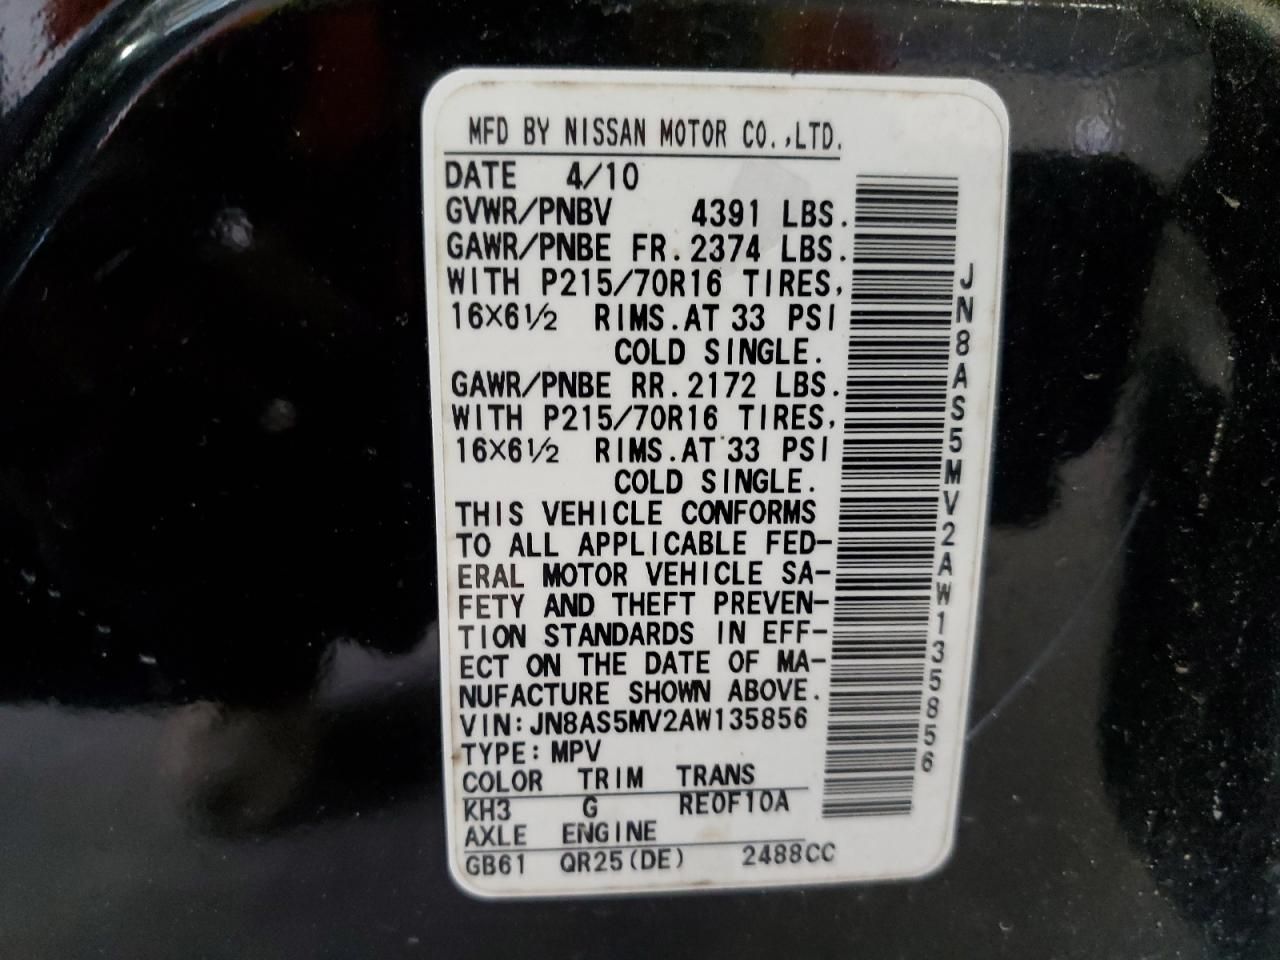 MFD BY NISSAN MOTOR CO.,LTD.
DATE 4/10
GVWR/PNBV 4391 LBS.
GAWR/PNBE FR. 2374 LBS.
WITH P215/70R16 TIRES,
16X6½ RIMS. AT 33 PSI
COLD SINGLE.
GAWR/PNBE RR. 2172 LBS.
WITH P215/70R16 TIRES,
16X6½ RIMS. AT 33 PSI
COLD SINGLE.
THIS VEHICLE CONFORMS
TO ALL APPLICABLE FED-
ERAL MOTOR VEHICLE SA-
FETY AND THEFT PREVEN-
TION STANDARDS IN EFF-
ECT ON THE DATE OF MA-
NUFACTURE SHOWN ABOVE.
VIN: JN8AS5MV2AW135856
TYPE: MPV
COLOR TRIM TRANS
KH3 G RE0F10A
AXLE ENGINE
GB61 QR25(DE) 2488CC
JN8AS5MV2AW135856